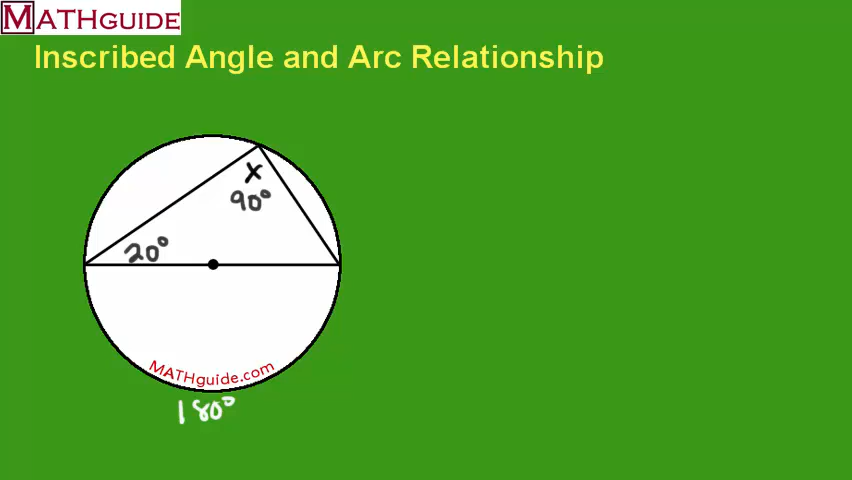 MATHGUIDE
Inscribed Angle and Arc Relationship
x
90°
20°
MATHguide.com
180°